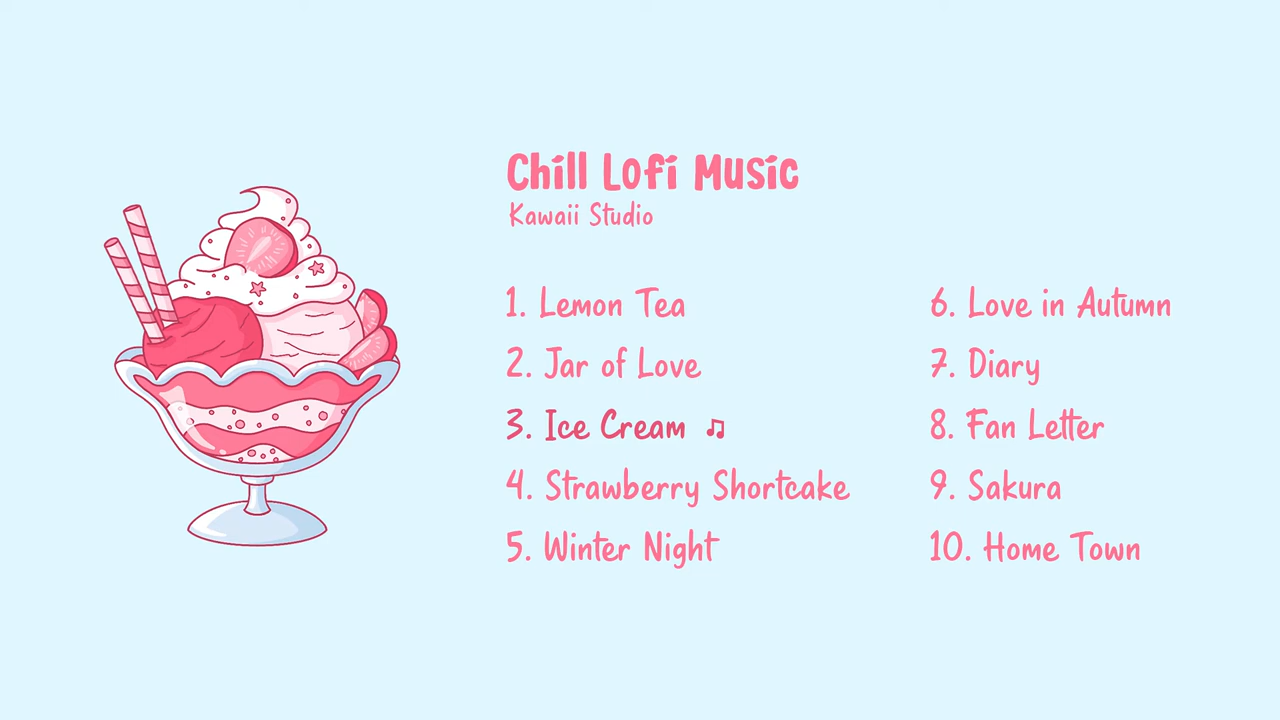 Chill Lofi Music
Kawaii Studio
1. Lemon Tea
2. Jar of Love
3. Ice Cream ♫
4. Strawberry Shortcake
5. Winter Night
6. Love in Autumn
7. Diary
8. Fan Letter
9. Sakura
10. Home Town